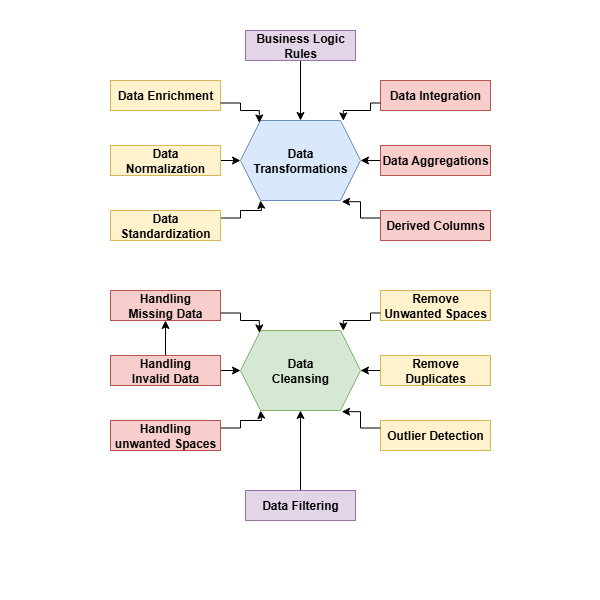 Business Logic
Rules
Data Enrichment
Data Integration
Data
Normalization
Data
Transformations
Data Aggregations
Data
Standardization
Derived Columns
Handling
Missing Data
Remove
Unwanted Spaces
Handling
Invalid Data
Data
Cleansing
Remove
Duplicates
Handling
unwanted Spaces
Outlier Detection
Data Filtering